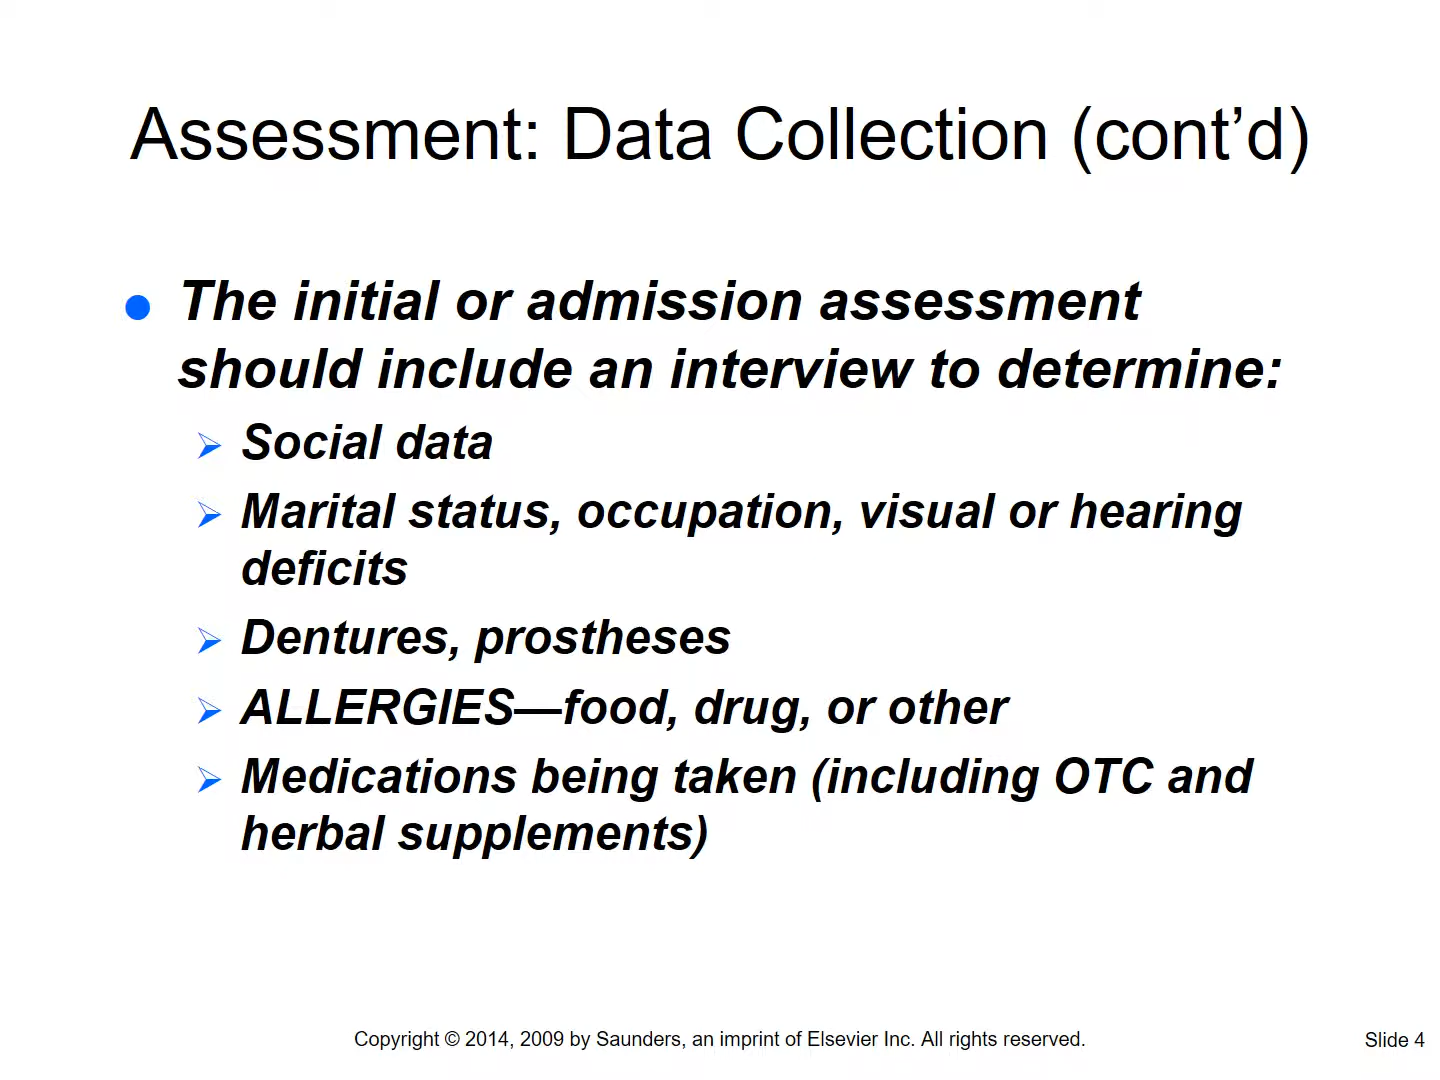 Assessment: Data Collection (cont’d)
The initial or admission assessment
should include an interview to determine:
Social data
Marital status, occupation, visual or hearing
deficits
Dentures, prostheses
ALLERGIES—food, drug, or other
Medications being taken (including OTC and
herbal supplements)
Copyright © 2014, 2009 by Saunders, an imprint of Elsevier Inc. All rights reserved.
Slide 4